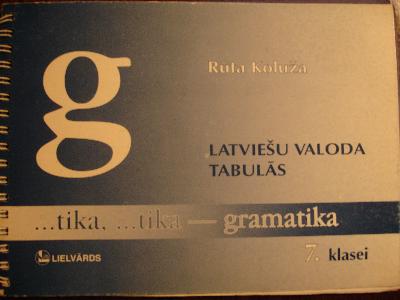 g
Ruta Koluža
LATVIEŠU VALODA
TABULĀS
...tika, ...tika — gramatika
7. klasei
LIELVĀRDS